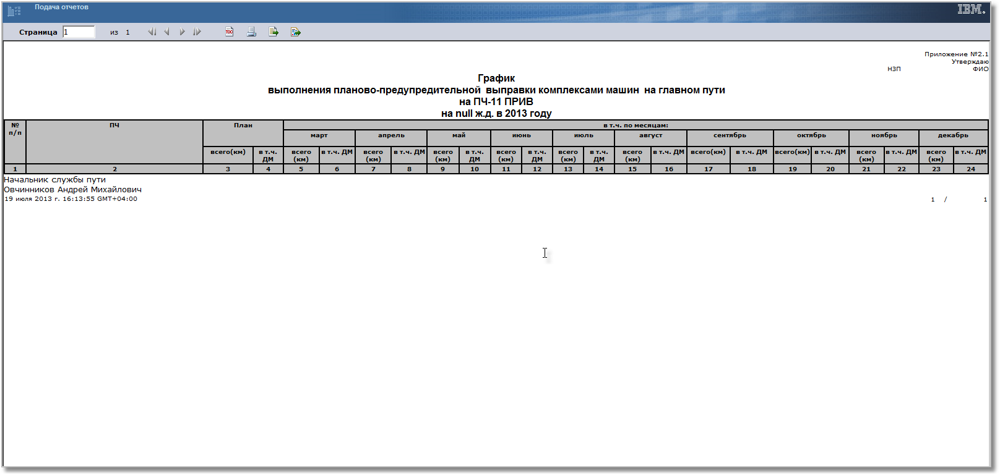 Подача отчетов
IBM.
Страница 1 из 1
Приложение №2.1
Утверждаю
НЗП ФИО
График
выполнения планово-предупредительной выправки комплексами машин на главном пути
на ПЧ-11 ПРИВ
на null ж.д. в 2013 году
№ п/п ПЧ План в т.ч. по месяцам:
март апрель май июнь июль август сентябрь октябрь ноябрь декабрь
всего(км) в т.ч. ДМ всего (км) в т.ч. ДМ всего (км) в т.ч. ДМ всего (км) в т.ч. ДМ всего (км) в т.ч. ДМ всего (км) в т.ч. ДМ всего (км) в т.ч. ДМ всего(км) в т.ч. ДМ всего(км) в т.ч. ДМ всего (км) в т.ч. ДМ всего (км) в т.ч. ДМ
1 2 3 4 5 6 7 8 9 10 11 12 13 14 15 16 17 18 19 20 21 22 23 24
Начальник службы пути
Овчинников Андрей Михайлович
19 июля 2013 г. 16:13:55 GMT+04:00
1 / 1